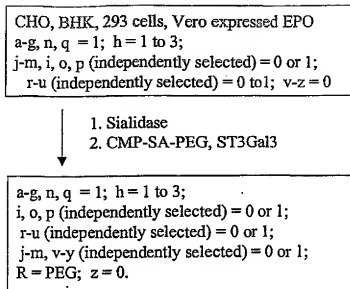 CHO, BHK, 293 cells, Vero expressed EPO
a-g, n, q = 1; h = 1 to 3;
j-m, i, o, p (independently selected) = 0 or 1;
r-u (independently selected) = 0 to1; v-z = 0
1. Sialidase
2. CMP-SA-PEG, ST3Gal3
a-g, n, q = 1; h = 1 to 3;
i, o, p (independently selected) = 0 or 1;
r-u (independently selected) = 0 or 1;
j-m, v-y (independently selected) = 0 or 1;
R = PEG; z = 0.